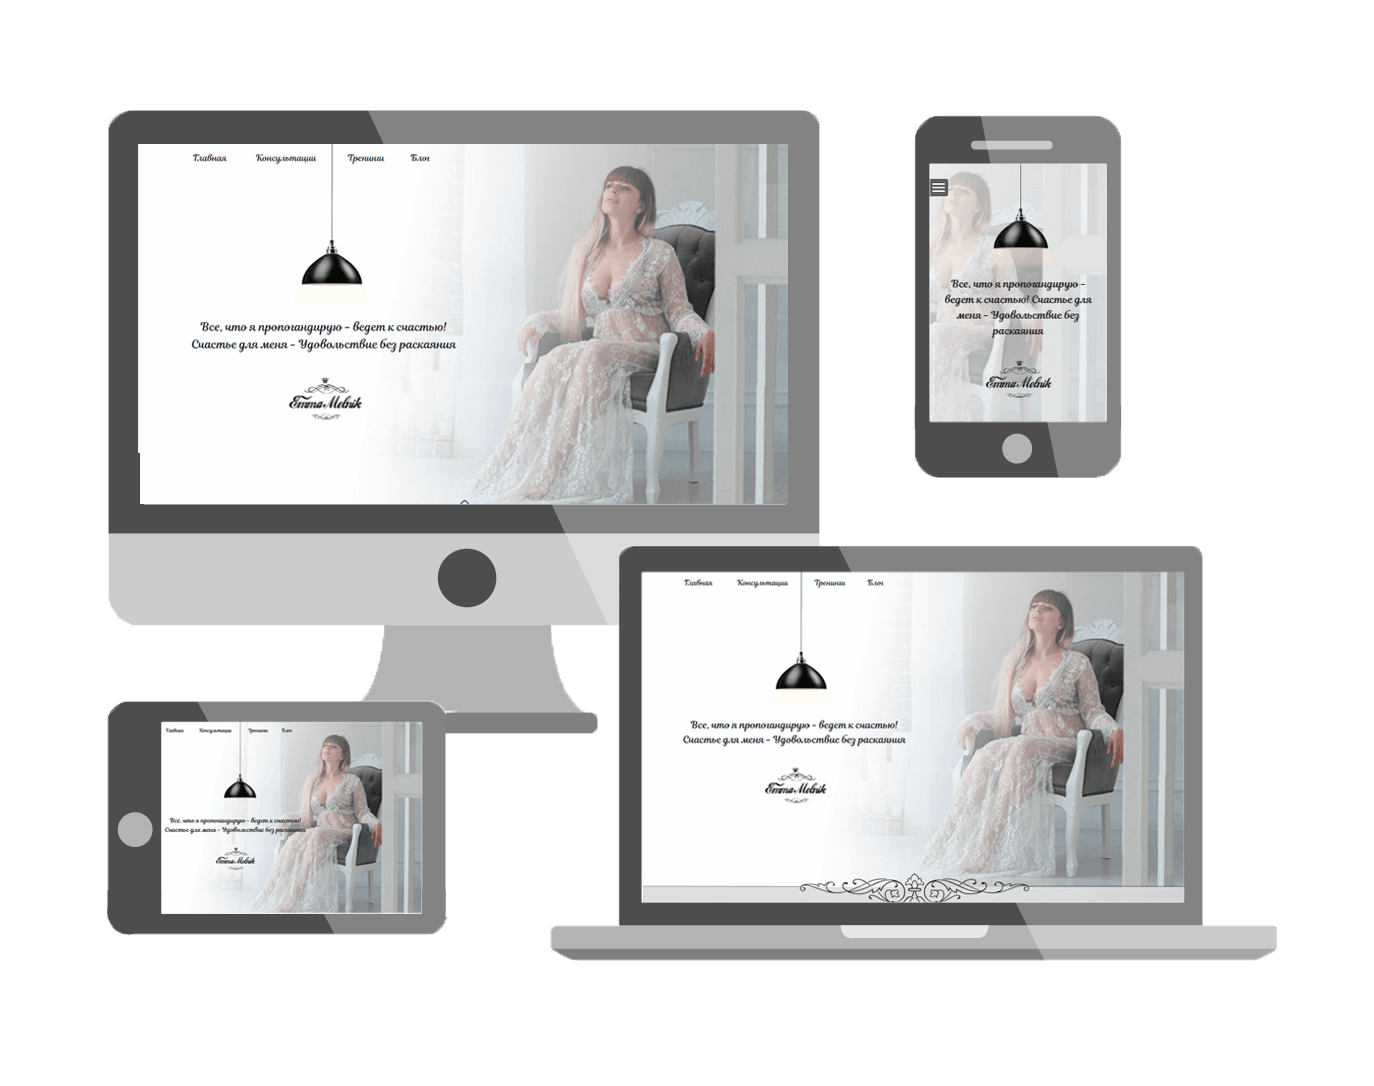 Главная Консультации Тренинги Блог
Все, что я пропогандирую – ведет к счастью!
Счастье для меня – Удовольствие без раскаяния
Emma Melnik
Все, что я пропогандирую –
ведет к счастью! Счастье для
меня – Удовольствие без
раскаяния
Emma Melnik
Главная Консультации Тренинги Блог
Все, что я пропогандирую – ведет к счастью!
Счастье для меня – Удовольствие без раскаяния
Emma Melnik
Главная Консультации Тренинги Блог
Все, что я пропогандирую – ведет к счастью!
Счастье для меня – Удовольствие без раскаяния
Emma Melnik